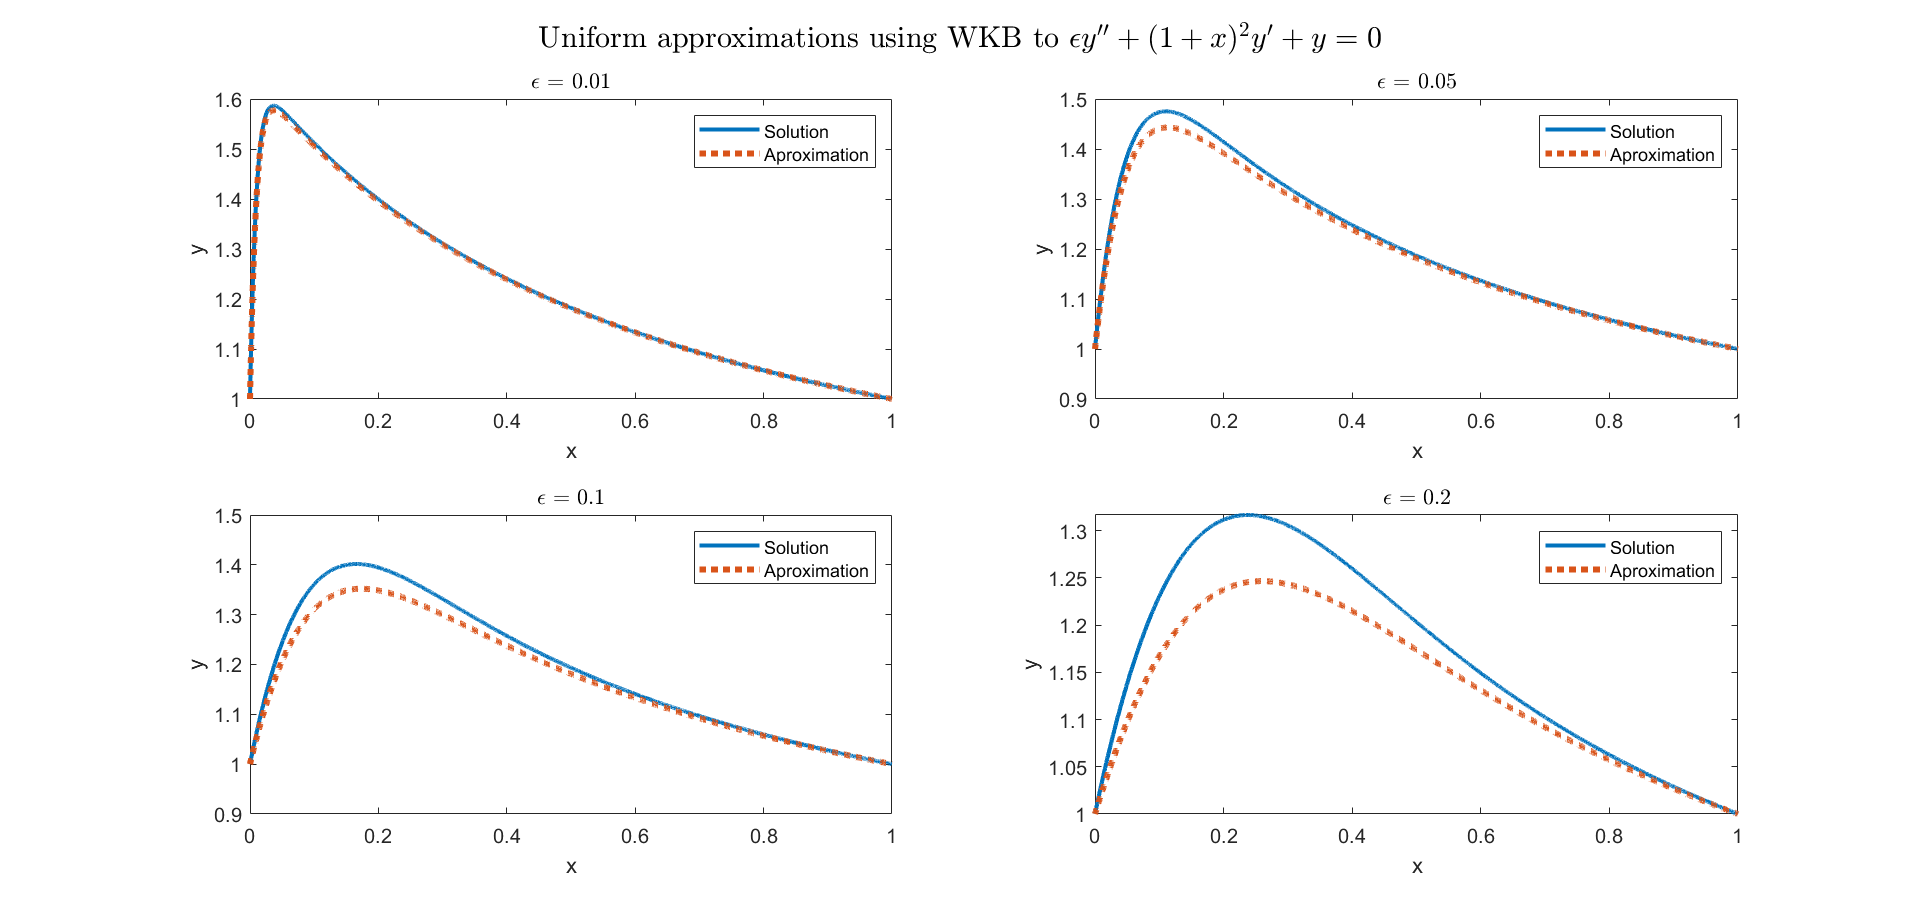 Uniform approximations using WKB to ϵy″ + (1 + x)²y′ + y = 0
ϵ = 0.01
1.6
1.5
1.4
1.3
1.2
1.1
1
y
0 0.2 0.4 0.6 0.8 1
x
Solution
Aproximation
ϵ = 0.05
1.5
1.4
1.3
1.2
1.1
1
0.9
y
0 0.2 0.4 0.6 0.8 1
x
Solution
Aproximation
ϵ = 0.1
1.5
1.4
1.3
1.2
1.1
1
0.9
y
0 0.2 0.4 0.6 0.8 1
x
Solution
Aproximation
ϵ = 0.2
1.3
1.25
1.2
1.15
1.1
1.05
1
y
0 0.2 0.4 0.6 0.8 1
x
Solution
Aproximation